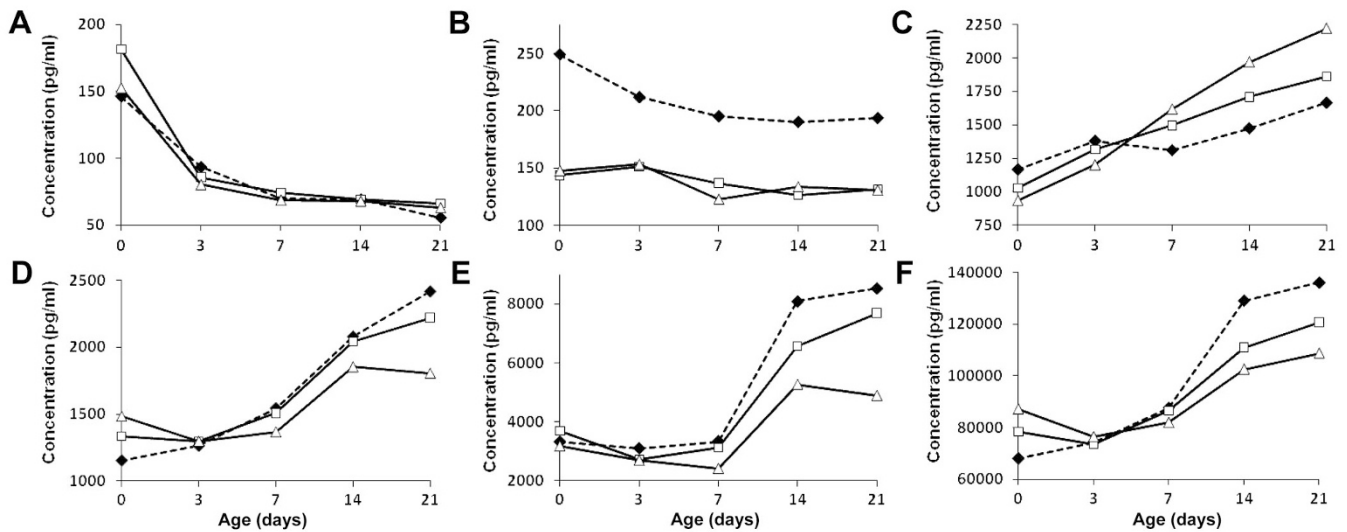 A
Concentration (pg/ml)
200
150
100
50
0 3 7 14 21
B
Concentration (pg/ml)
250
200
150
100
0 3 7 14 21
C
Concentration (pg/ml)
2250
2000
1750
1500
1250
1000
750
0 3 7 14 21
D
Concentration (pg/ml)
2500
2000
1500
1000
0 3 7 14 21
Age (days)
E
Concentration (pg/ml)
8000
6000
4000
2000
0 3 7 14 21
Age (days)
F
Concentration (pg/ml)
140000
120000
100000
80000
60000
0 3 7 14 21
Age (days)